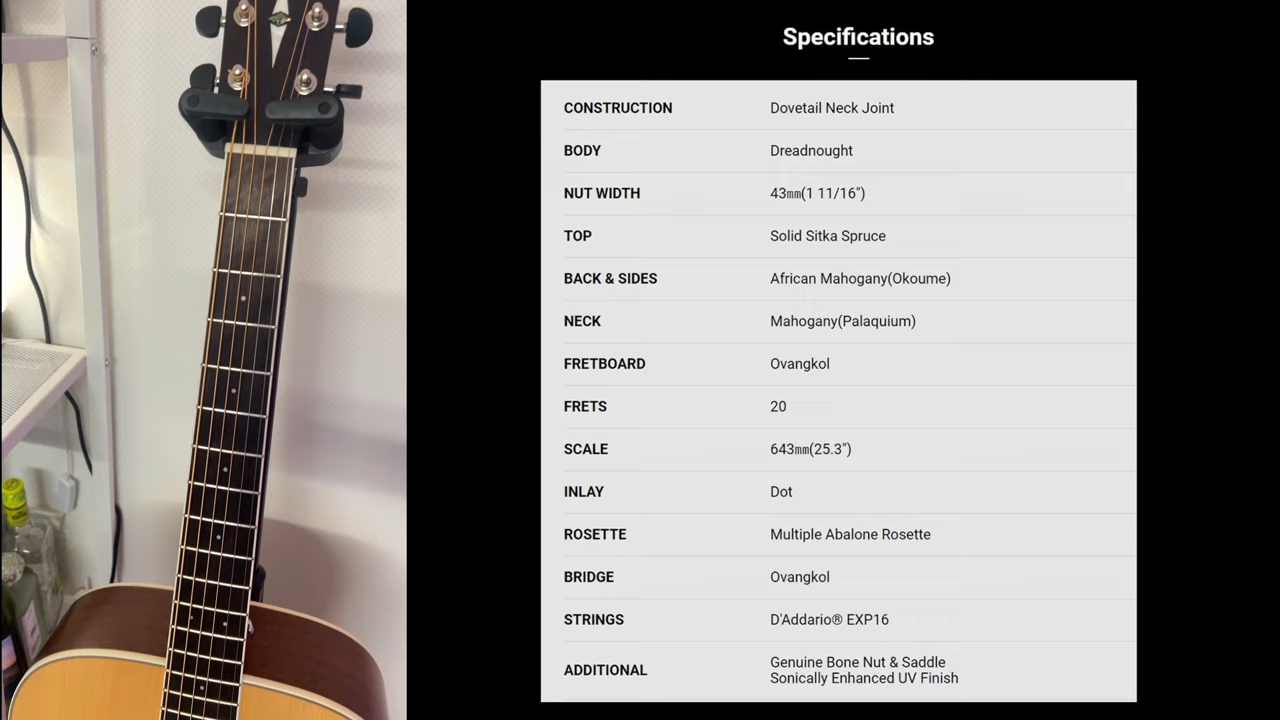 Specifications
CONSTRUCTION Dovetail Neck Joint
BODY Dreadnought
NUT WIDTH 43㎜(1 11/16")
TOP Solid Sitka Spruce
BACK & SIDES African Mahogany(Okoume)
NECK Mahogany(Palaquium)
FRETBOARD Ovangkol
FRETS 20
SCALE 643㎜(25.3")
INLAY Dot
ROSETTE Multiple Abalone Rosette
BRIDGE Ovangkol
STRINGS D'Addario® EXP16
ADDITIONAL Genuine Bone Nut & Saddle
Sonically Enhanced UV Finish